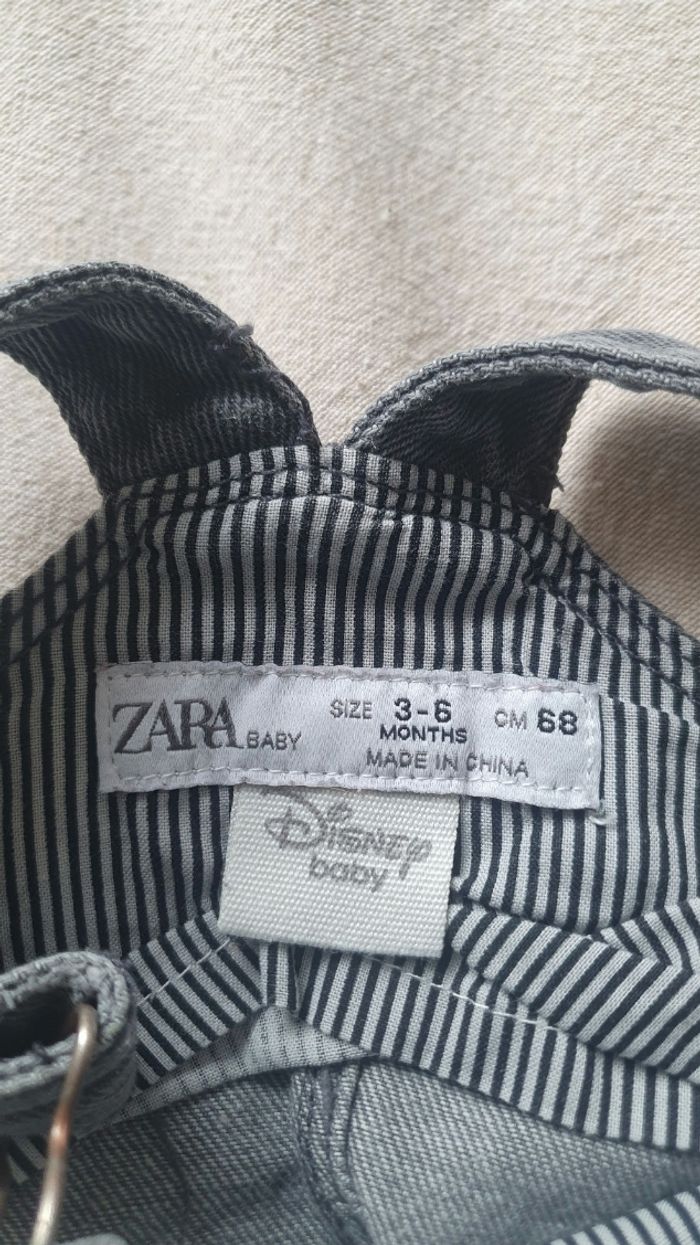 ZARA BABY SIZE 3-6 MONTHS CM 68
MADE IN CHINA
Disney
baby